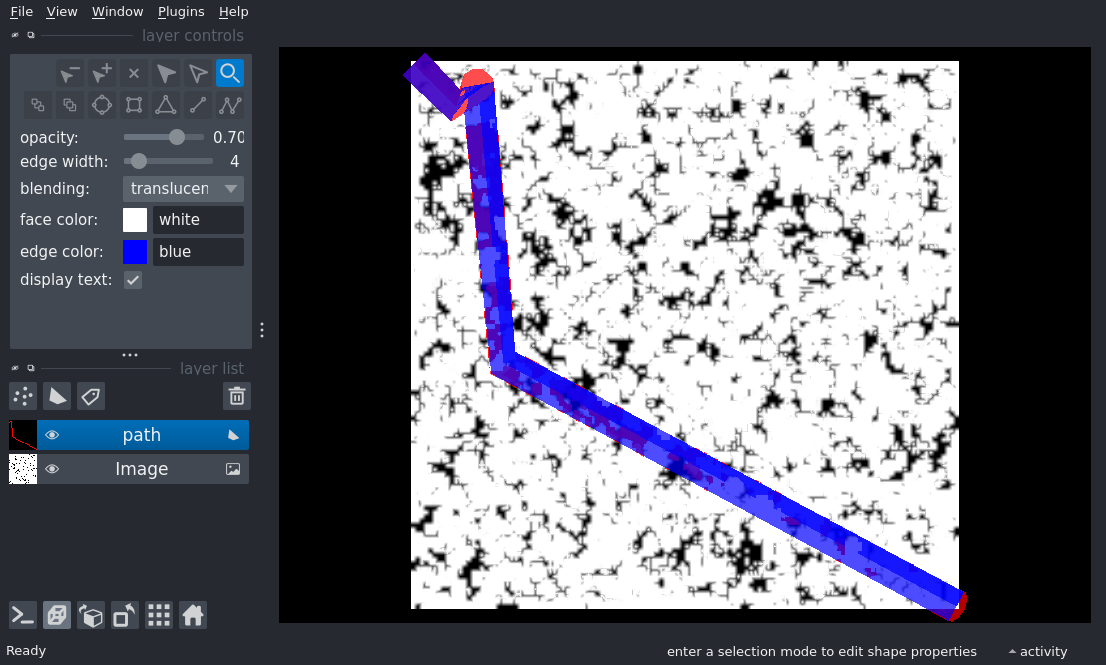 File View Window Plugins Help
layer controls
opacity: 0.70
edge width: 4
blending: translucen
face color: white
edge color: blue
display text:
layer list
path
Image
Ready
enter a selection mode to edit shape properties
activity